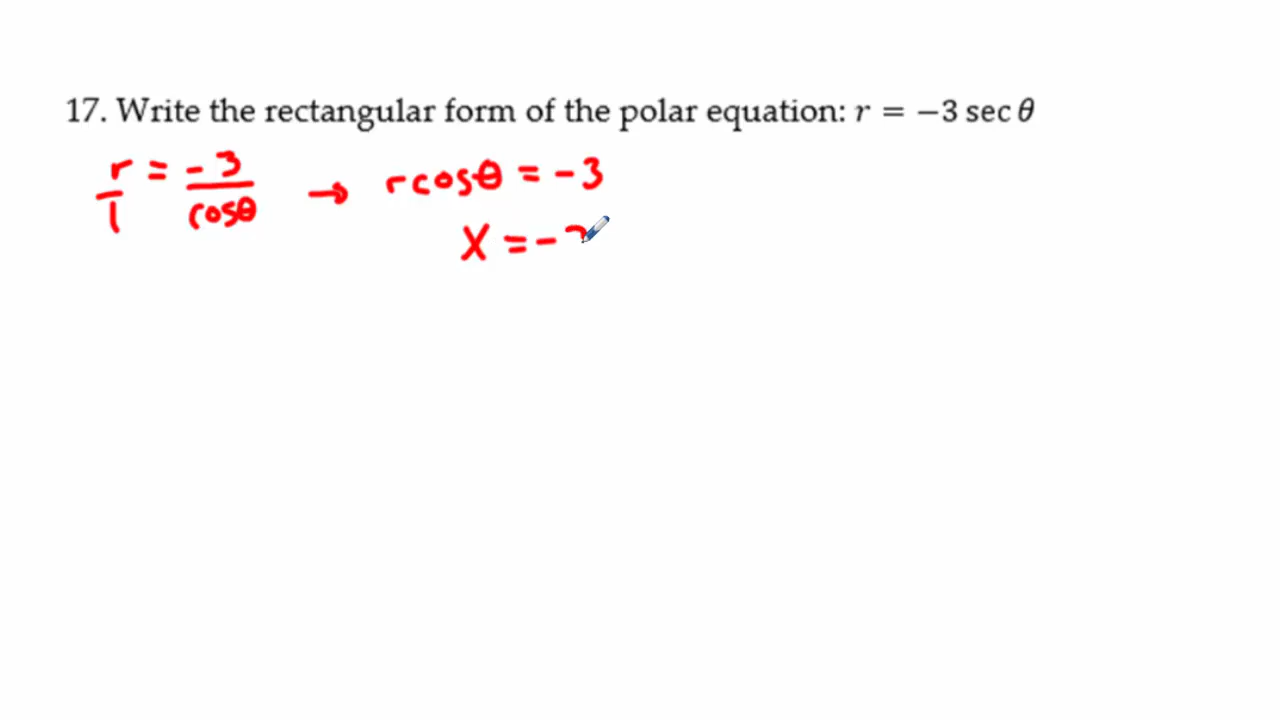 17. Write the rectangular form of the polar equation: r = −3 sec θ
r/1 = -3/cosθ → rcosθ = -3
x = -